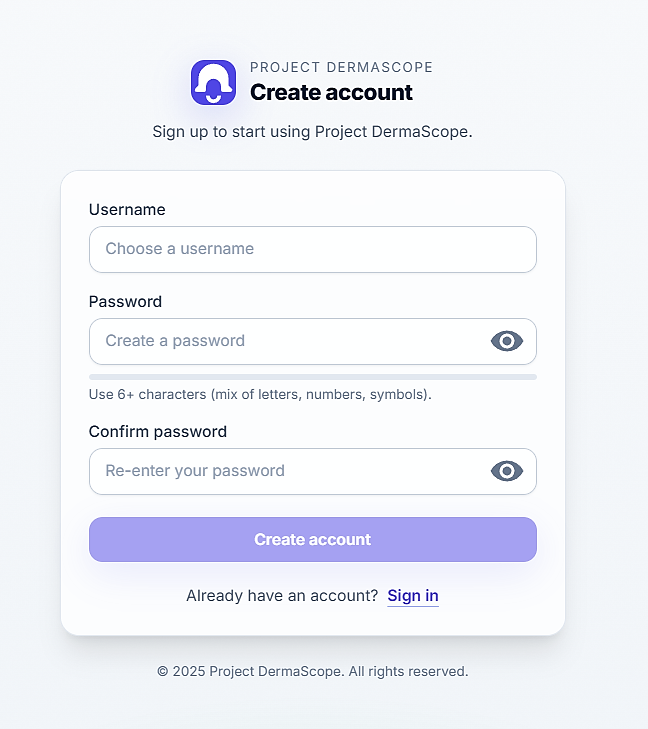 PROJECT DERMASCOPE
Create account
Sign up to start using Project DermaScope.
Username
Choose a username
Password
Create a password
Use 6+ characters (mix of letters, numbers, symbols).
Confirm password
Re-enter your password
Create account
Already have an account? Sign in
© 2025 Project DermaScope. All rights reserved.